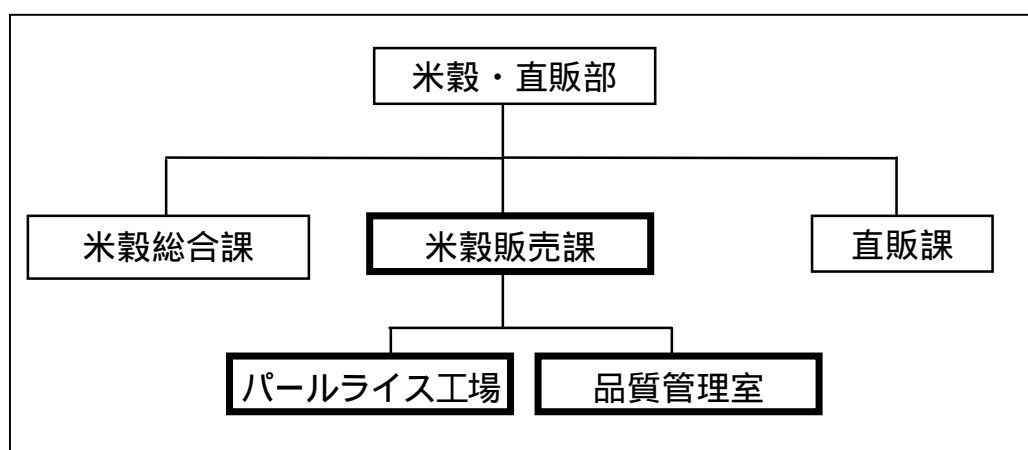 米穀・直販部
米穀総合課
米穀販売課
直販課
パールライス工場
品質管理室